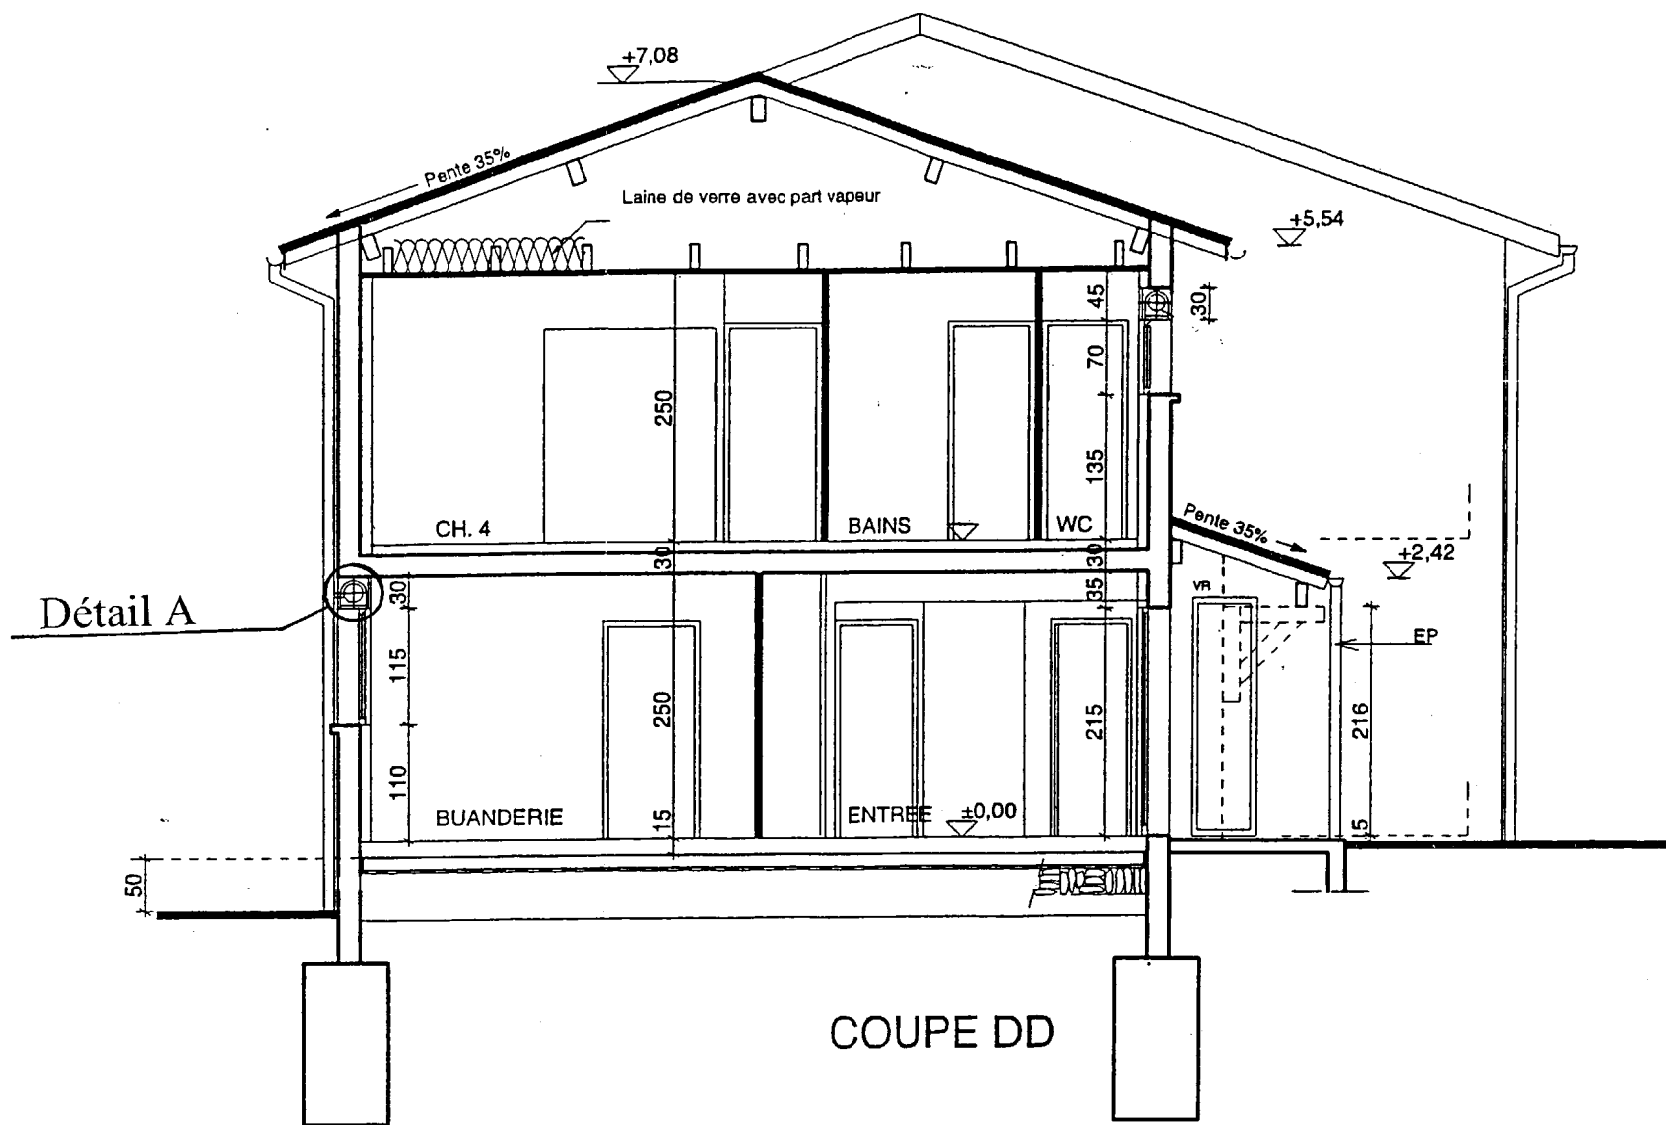 +7,08
Pente 35%
Laine de verre avec part vapeur
+5,54
45
30
70
250
135
CH. 4
BAINS
WC
Pente 35%
30
30
+2,42
Détail A
30
35
VR
EP
115
250
215
216
110
BUANDERIE
15
ENTREE
±0,00
5
50
COUPE DD